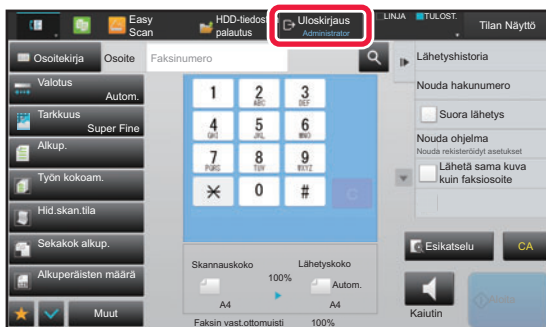 Easy
Scan
HDD-tiedost
palautus
Uloskirjaus
Administrator
LINJA
TULOST.
Tilan Näyttö
Osoitekirja
Osoite
Faksinumero
Valotus
Autom.
Tarkkuus
Super Fine
Alkup.
Työn kokoam.
Hid.skan.tila
Sekakok alkup.
Alkuperäisten määrä
Muut
1
2
ABC
3
DEF
4
GHI
5
JKL
6
MNO
7
PQRS
8
TUV
9
WXYZ
0
#
C
Skannauskoko
Lähetyskoko
100%
Autom.
A4
A4
Faksin vast.ottomuisti
100%
Lähetyshistoria
Nouda hakunumero
Suora lähetys
Nouda ohjelma
Nouda rekisteröidyt asetukset
Lähetä sama kuva
kuin faksiosoite
Esikatselu
CA
Kaiutin